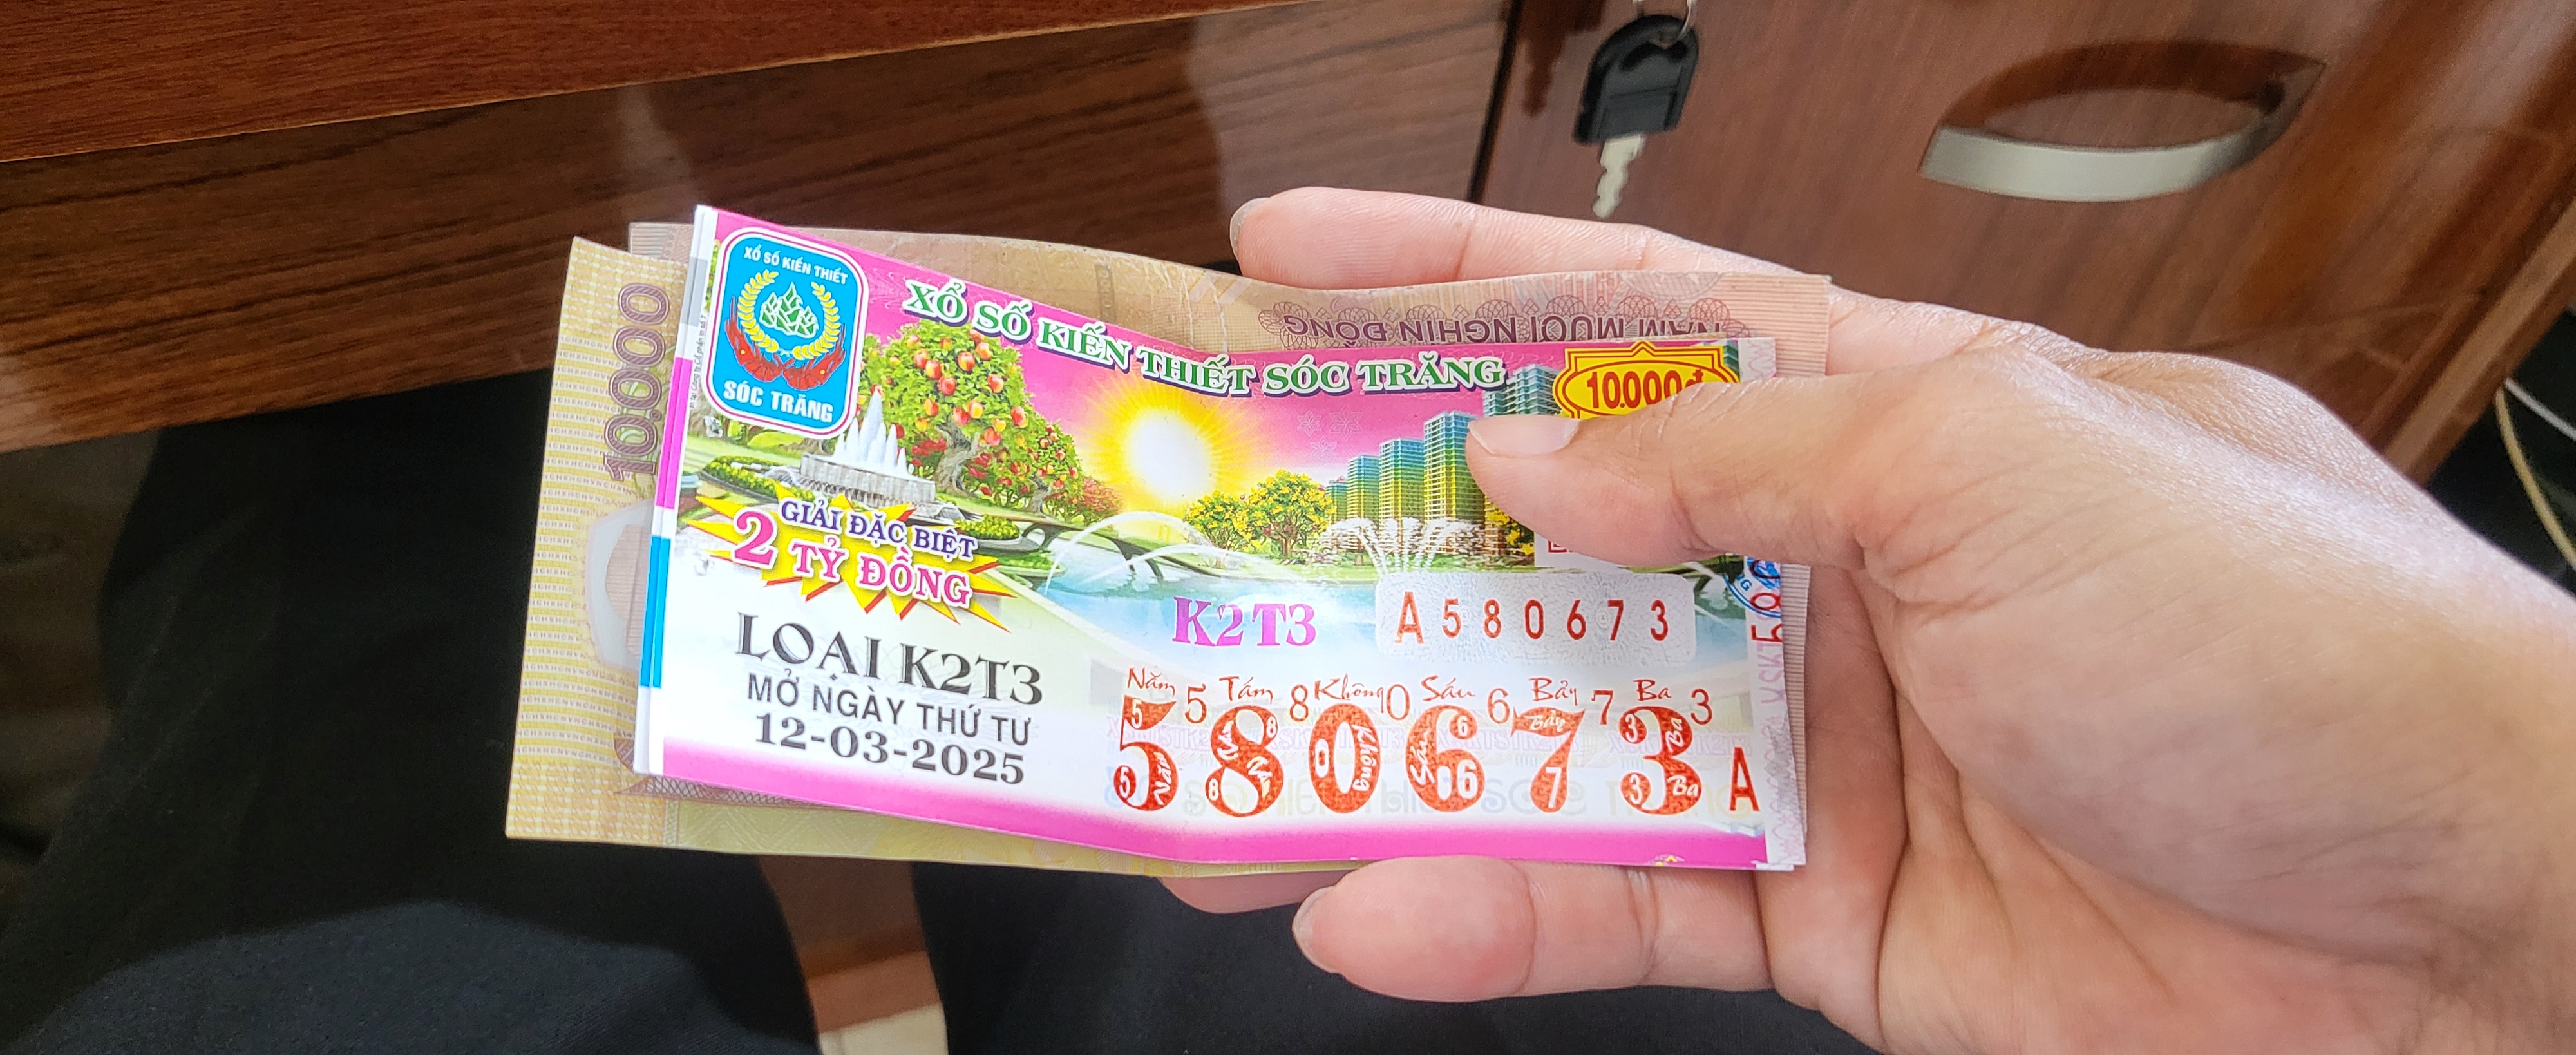 10.000
NĂM MƯƠI NGHÌN ĐỒNG
XỔ SỐ KIẾN THIẾT
SÓC TRĂNG
XỔ SỐ KIẾN THIẾT SÓC TRĂNG
10.000đ
GIẢI ĐẶC BIỆT
2 TỶ ĐỒNG
K2T3
A 5 8 0 6 7 3
LOẠI K2T3
MỞ NGÀY THỨ TƯ
12-03-2025
Năm 5 Tám 8 Không 0 Sáu 6 Bảy 7 Ba 3
580673 A